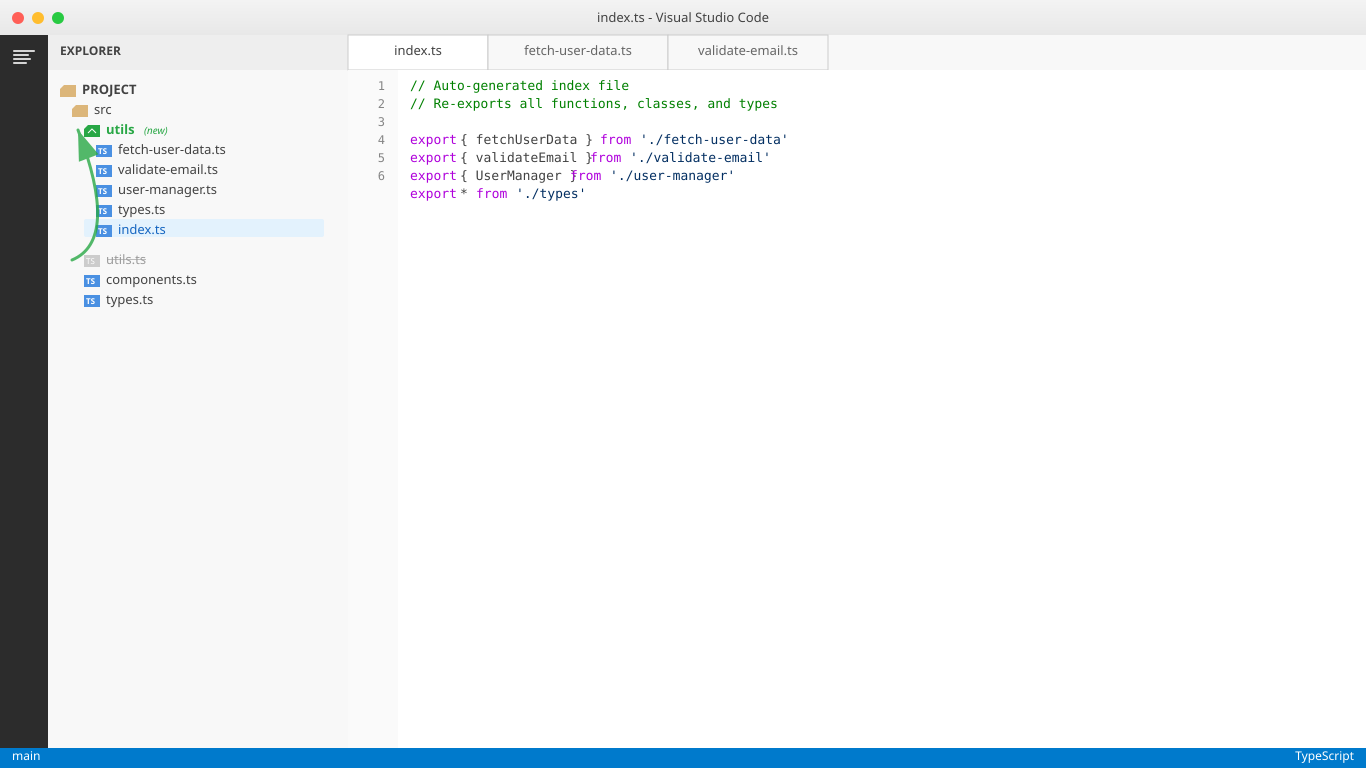 index.ts - Visual Studio Code
EXPLORER
index.ts
fetch-user-data.ts
validate-email.ts
PROJECT
src
utils (new)
TS fetch-user-data.ts
TS validate-email.ts
TS user-manager.ts
TS types.ts
TS index.ts
TS utils.ts
TS components.ts
TS types.ts
1 // Auto-generated index file
2 // Re-exports all functions, classes, and types
3
4 export { fetchUserData } from './fetch-user-data'
5 export { validateEmail } from './validate-email'
6 export { UserManager } from './user-manager'
export * from './types'
main
TypeScript